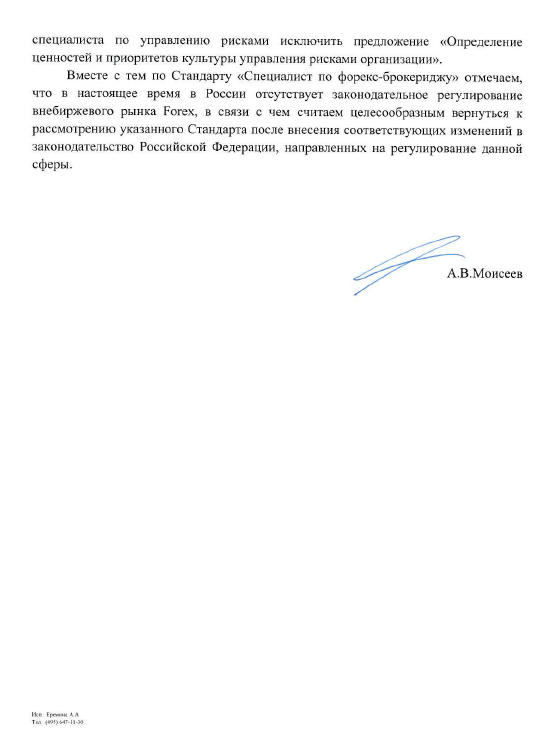 специалиста по управлению рисками исключить предложение «Определение
ценностей и приоритетов культуры управления рисками организации».
Вместе с тем по Стандарту «Специалист по форекс-брокериджу» отмечаем,
что в настоящее время в России отсутствует законодательное регулирование
внебиржевого рынка Forex, в связи с чем считаем целесообразным вернуться к
рассмотрению указанного Стандарта после внесения соответствующих изменений в
законодательство Российской Федерации, направленных на регулирование данной
сферы.
А.В.Моисеев
Исп. Еремина А.А
Тел. (495) 647-11-30